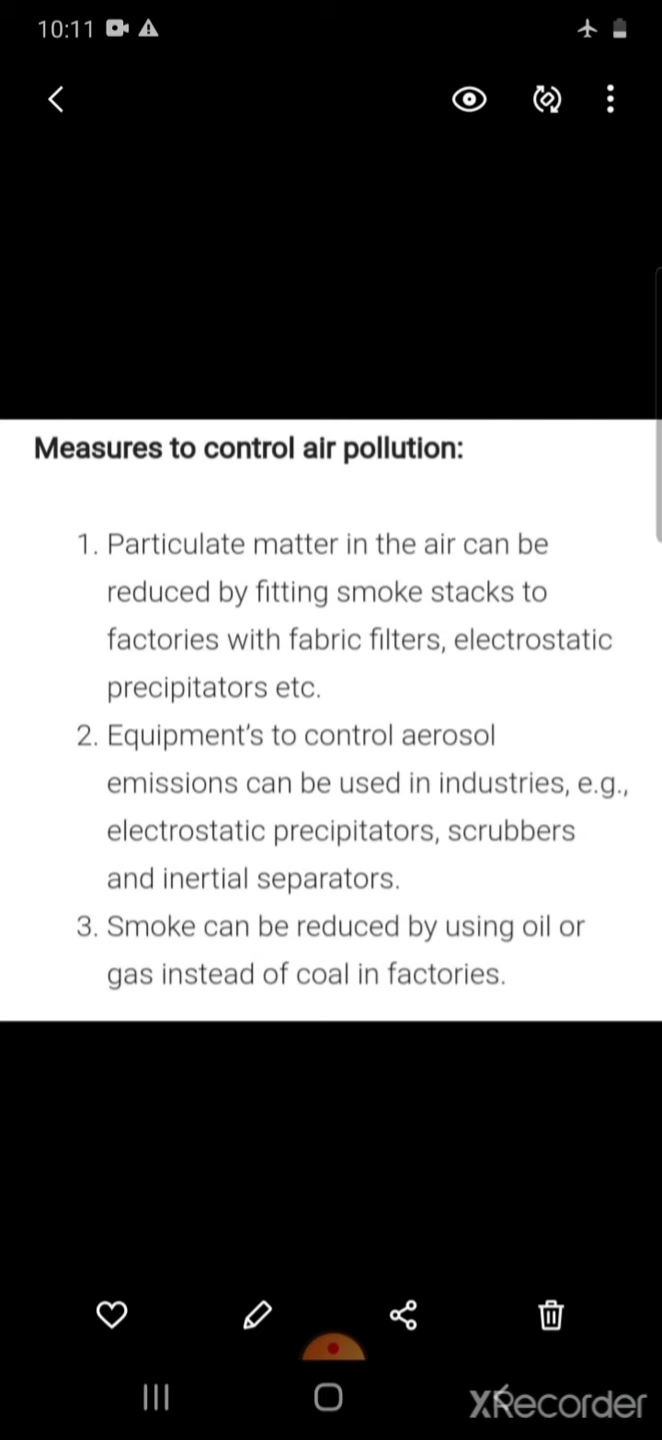 10:11
Measures to control air pollution:
1. Particulate matter in the air can be
reduced by fitting smoke stacks to
factories with fabric filters, electrostatic
precipitators etc.
2. Equipment's to control aerosol
emissions can be used in industries, e.g.,
electrostatic precipitators, scrubbers
and inertial separators.
3. Smoke can be reduced by using oil or
gas instead of coal in factories.
XRecorder